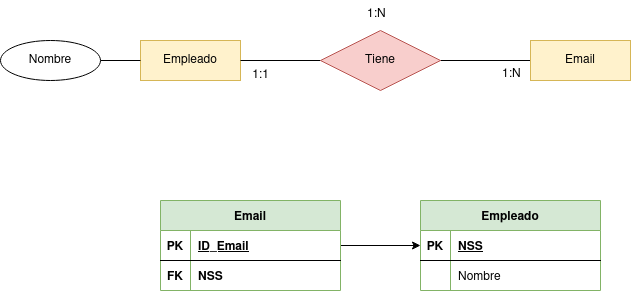 1:N
Nombre
Empleado
Tiene
Email
1:1
1:N
Email
PK ID_Email
FK NSS
Empleado
PK NSS
Nombre